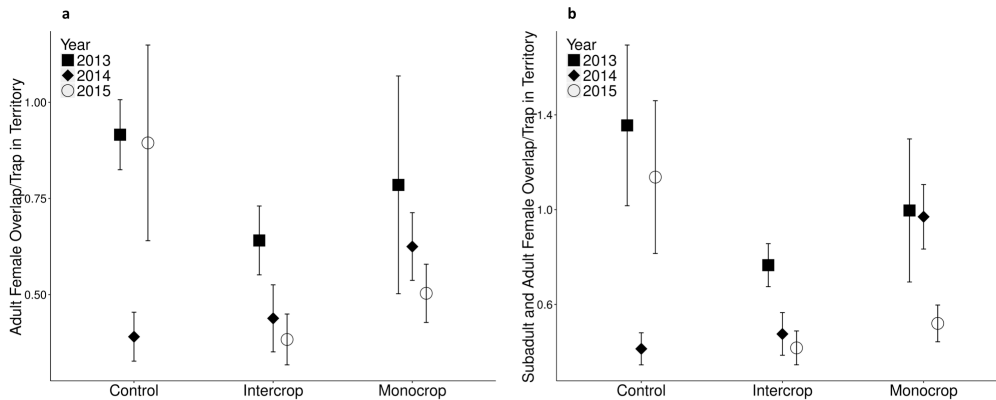 a
Year
2013
2014
2015
Adult Female Overlap/Trap in Territory
1.00
0.75
0.50
Control Intercrop Monocrop
b
Year
2013
2014
2015
Subadult and Adult Female Overlap/Trap in Territory
1.4
1.0
0.6
Control Intercrop Monocrop